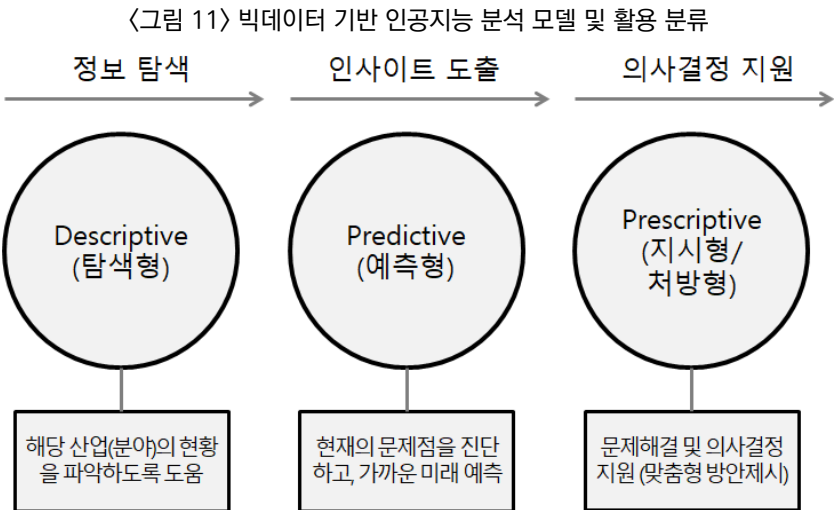 〈그림 11〉 빅데이터 기반 인공지능 분석 모델 및 활용 분류
정보 탐색
인사이트 도출
의사결정 지원
Descriptive
(탐색형)
Predictive
(예측형)
Prescriptive
(지시형/
처방형)
해당 산업(분야)의 현황
을 파악하도록 도움
현재의 문제점을 진단
하고, 가까운 미래 예측
문제해결 및 의사결정
지원 (맞춤형 방안제시)